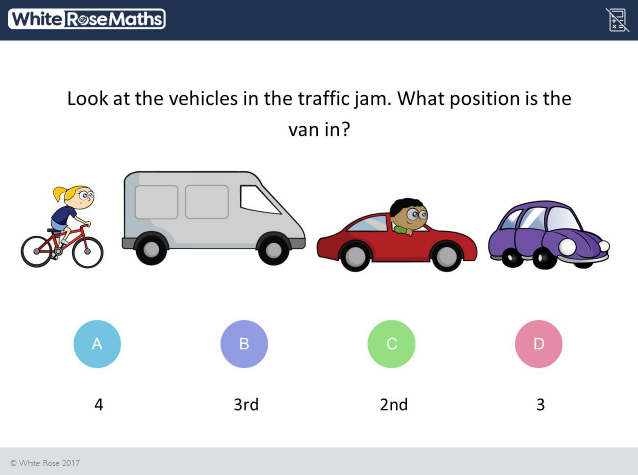 White Rose Maths
Look at the vehicles in the traffic jam. What position is the
van in?
A
B
C
D
4
3rd
2nd
3
© White Rose 2017